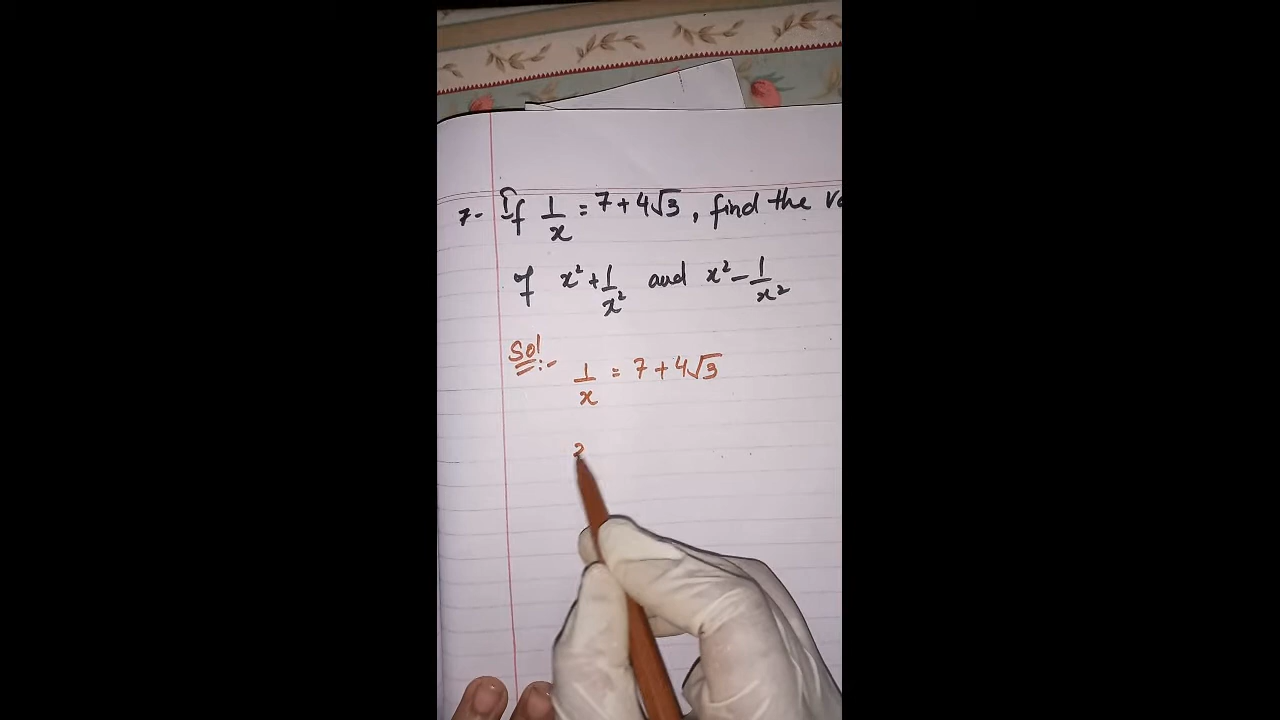 7- If 1/x = 7+4√3, find the
of x²+1/x² and x²-1/x²
Sol:- 1/x = 7+4√3